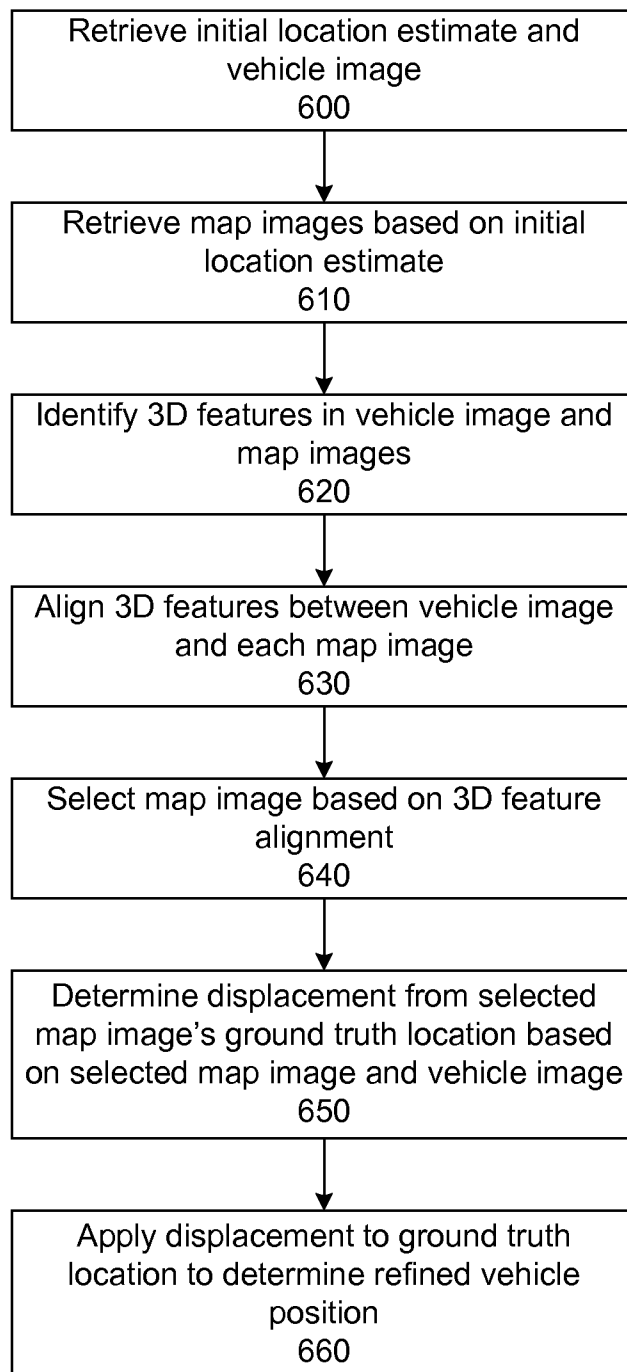 Retrieve initial location estimate and
vehicle image
600
Retrieve map images based on initial
location estimate
610
Identify 3D features in vehicle image and
map images
620
Align 3D features between vehicle image
and each map image
630
Select map image based on 3D feature
alignment
640
Determine displacement from selected
map image's ground truth location based
on selected map image and vehicle image
650
Apply displacement to ground truth
location to determine refined vehicle
position
660